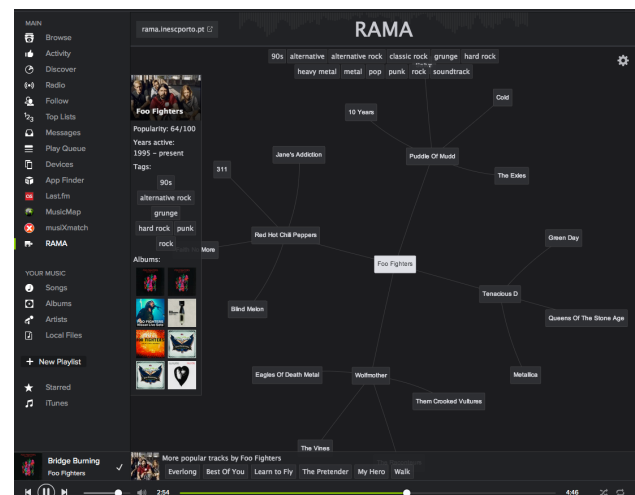 MAIN
Browse
Activity
Discover
Radio
Follow
Top Lists
Messages
Play Queue
Devices
App Finder
Last.fm
MusicMap
musiXmatch
RAMA
YOUR MUSIC
Songs
Albums
Artists
Local Files
+ New Playlist
Starred
iTunes
Bridge Burning
Foo Fighters
rama.inescporto.pt
RAMA
90s alternative alternative rock classic rock grunge hard rock
heavy metal metal pop punk rock soundtrack
Foo Fighters
Popularity: 64/100
Years active:
1995 – present
Tags:
90s
alternative rock
grunge
hard rock punk
rock
Albums:
Cold
10 Years
Jane's Addiction
Puddle Of Mudd
311
The Exies
Red Hot Chili Peppers
Green Day
More
Foo Fighters
Tenacious D
Blind Melon
Queens Of The Stone Age
Eagles Of Death Metal
Wolfmother
Metallica
Them Crooked Vultures
The Vines
More popular tracks by Foo Fighters
Everlong Best Of You Learn to Fly The Pretender My Hero Walk
2:54
4:46